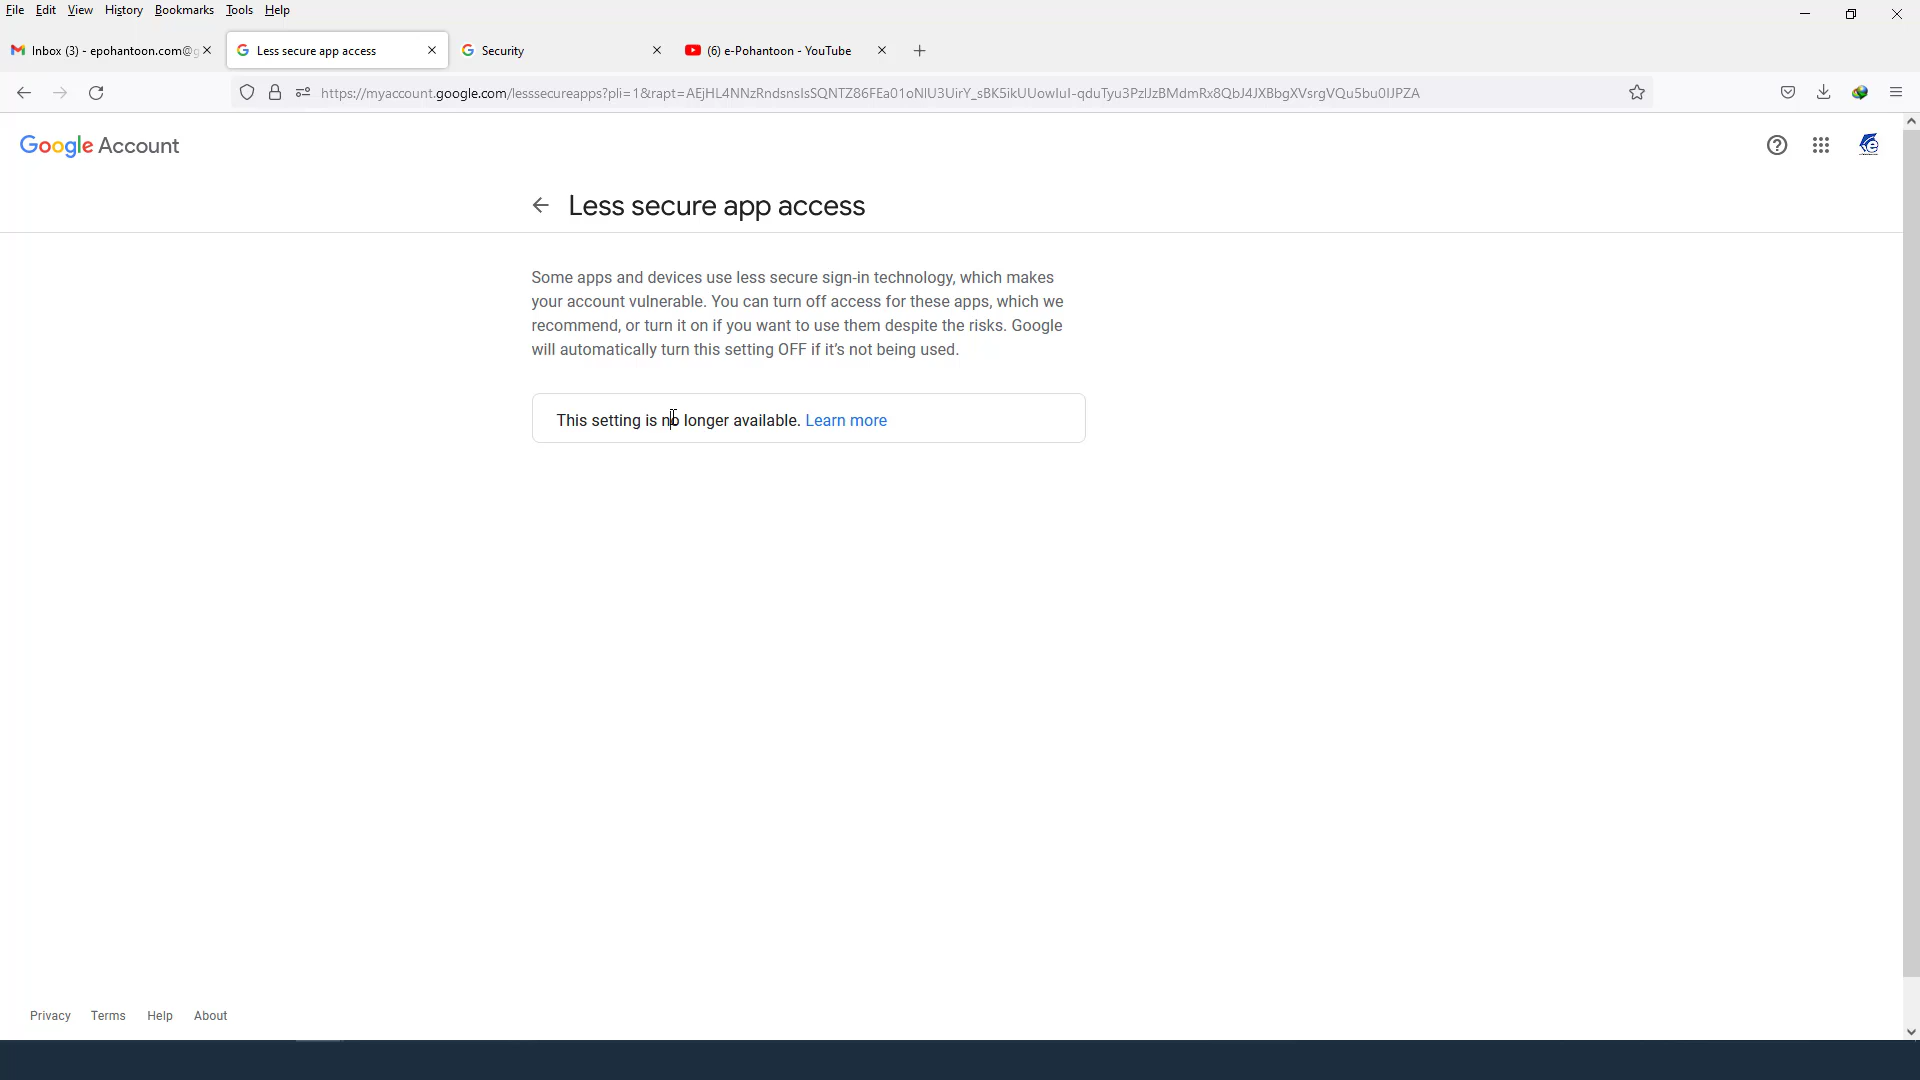 File Edit View History Bookmarks Tools Help
Inbox (3) - epohantoon.com@g
Less secure app access
Security
(6) e-Pohantoon - YouTube
https://myaccount.google.com/lesssecureapps?pli=1&rapt=
Google Account
Less secure app access
Some apps and devices use less secure sign-in technology, which makes
your account vulnerable. You can turn off access for these apps, which we
recommend, or turn it on if you want to use them despite the risks. Google
will automatically turn this setting OFF if it's not being used.
This setting is no longer available. Learn more
Privacy Terms Help About